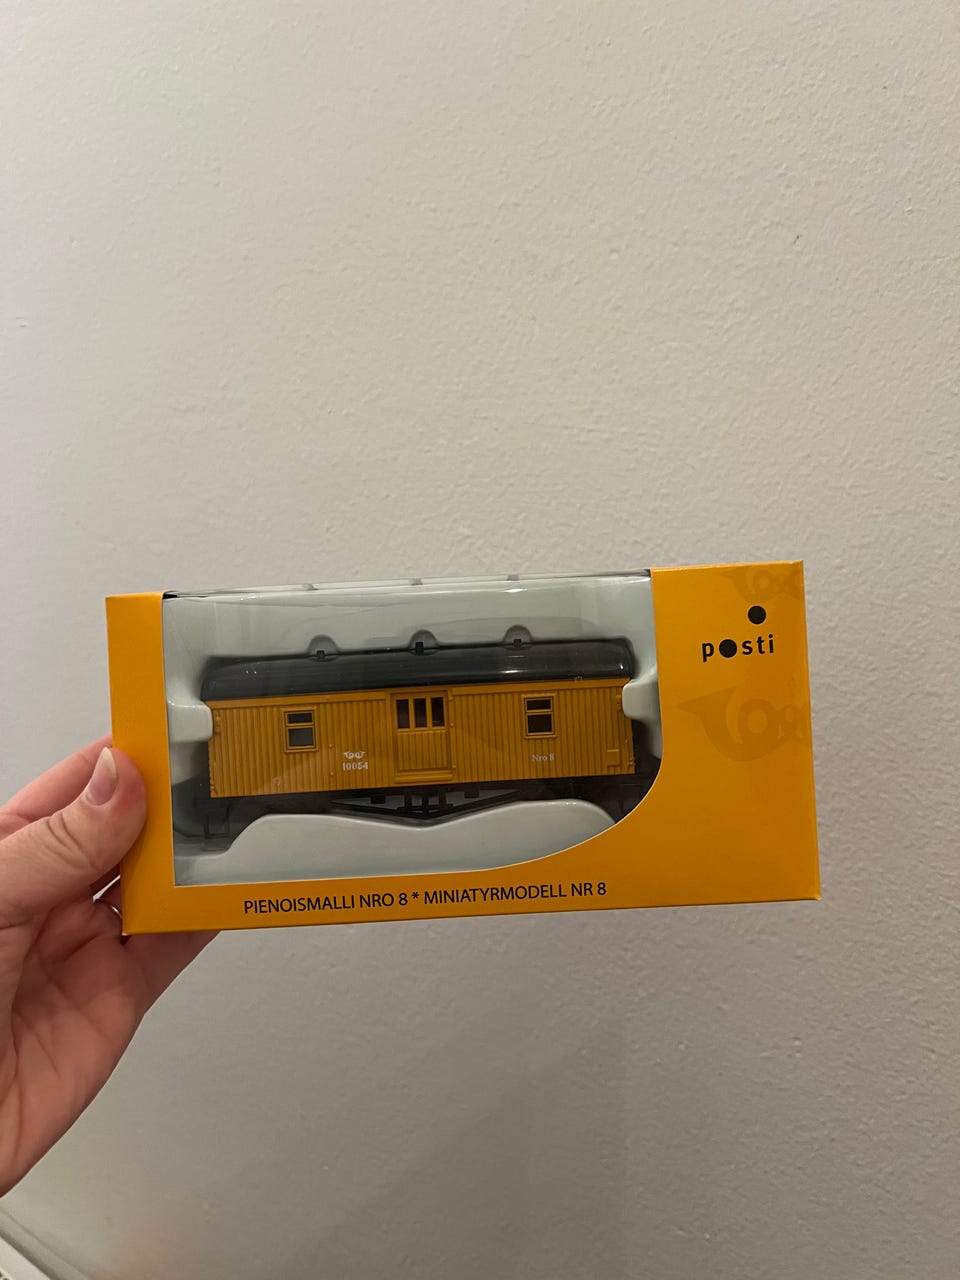 posti
10054
Nro 8
PIENOISMALLI NRO 8 * MINIATYRMODELL NR 8